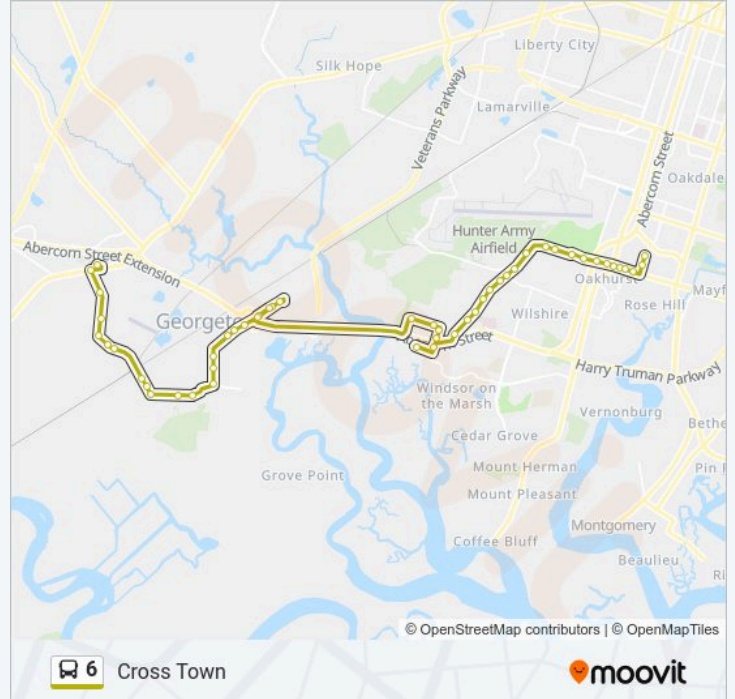 Liberty City
Silk Hope
Veterans Parkway
Lamarville
Abercorn Street
Oakdale
Hunter Army
Airfield
Abercorn Street Extension
Oakhurst
Rose Hill
Mayf
Georgeto
Wilshire
Street
Harry Truman Parkway
Windsor on
the Marsh
Vernonburg
Bethe
Cedar Grove
Grove Point
Mount Herman
Pin P
Mount Pleasant
Montgomery
Coffee Bluff
Beaulieu
Ri
© OpenStreetMap contributors | © OpenMapTiles
6 Cross Town
moovit